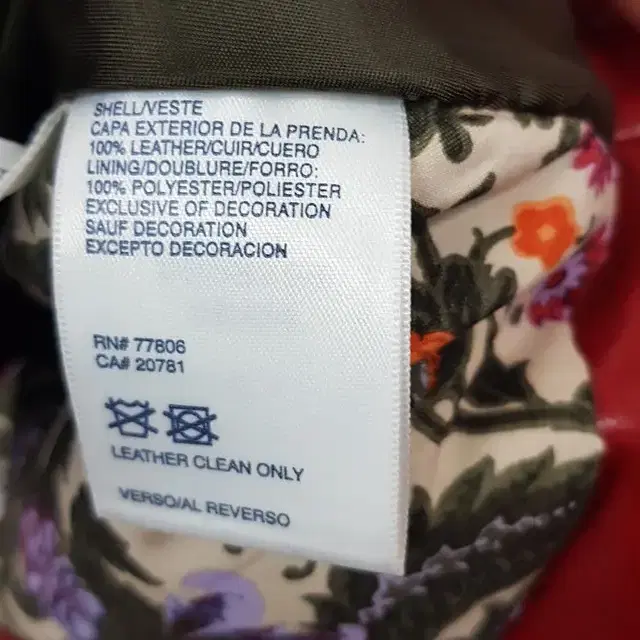 SHELL/VESTE
CAPA EXTERIOR DE LA PRENDA:
100% LEATHER/CUIR/CUERO
LINING/DOUBLURE/FORRO:
100% POLYESTER/POLIESTER
EXCLUSIVE OF DECORATION
SAUF DECORATION
EXCEPTO DECORACION
RN# 77806
CA# 20781
LEATHER CLEAN ONLY
VERSO/AL REVERSO